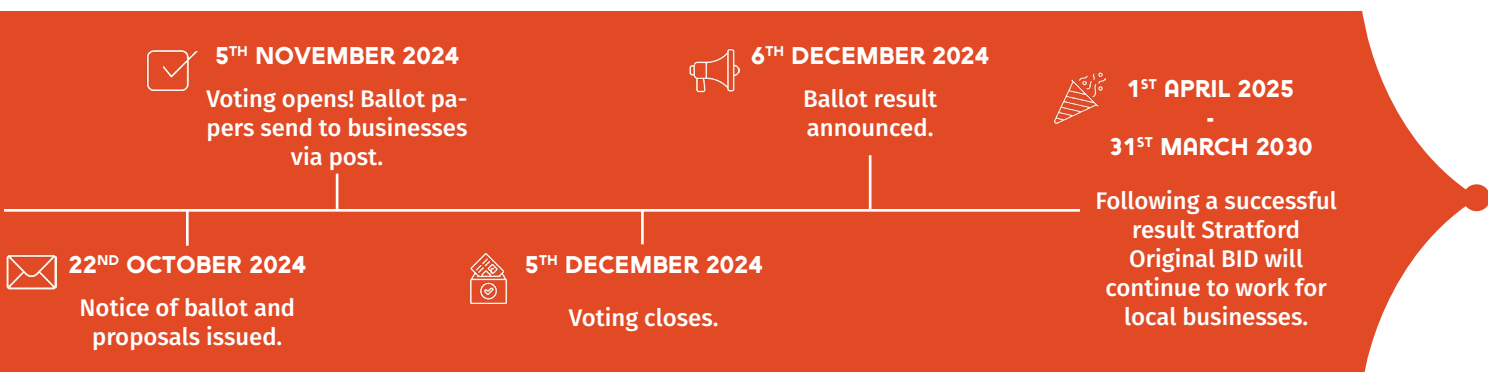 5TH NOVEMBER 2024
Voting opens! Ballot pa-
pers send to businesses
via post.
6TH DECEMBER 2024
Ballot result
announced.
1ST APRIL 2025
-
31ST MARCH 2030
Following a successful
result Stratford
Original BID will
continue to work for
local businesses.
22ND OCTOBER 2024
Notice of ballot and
proposals issued.
5TH DECEMBER 2024
Voting closes.